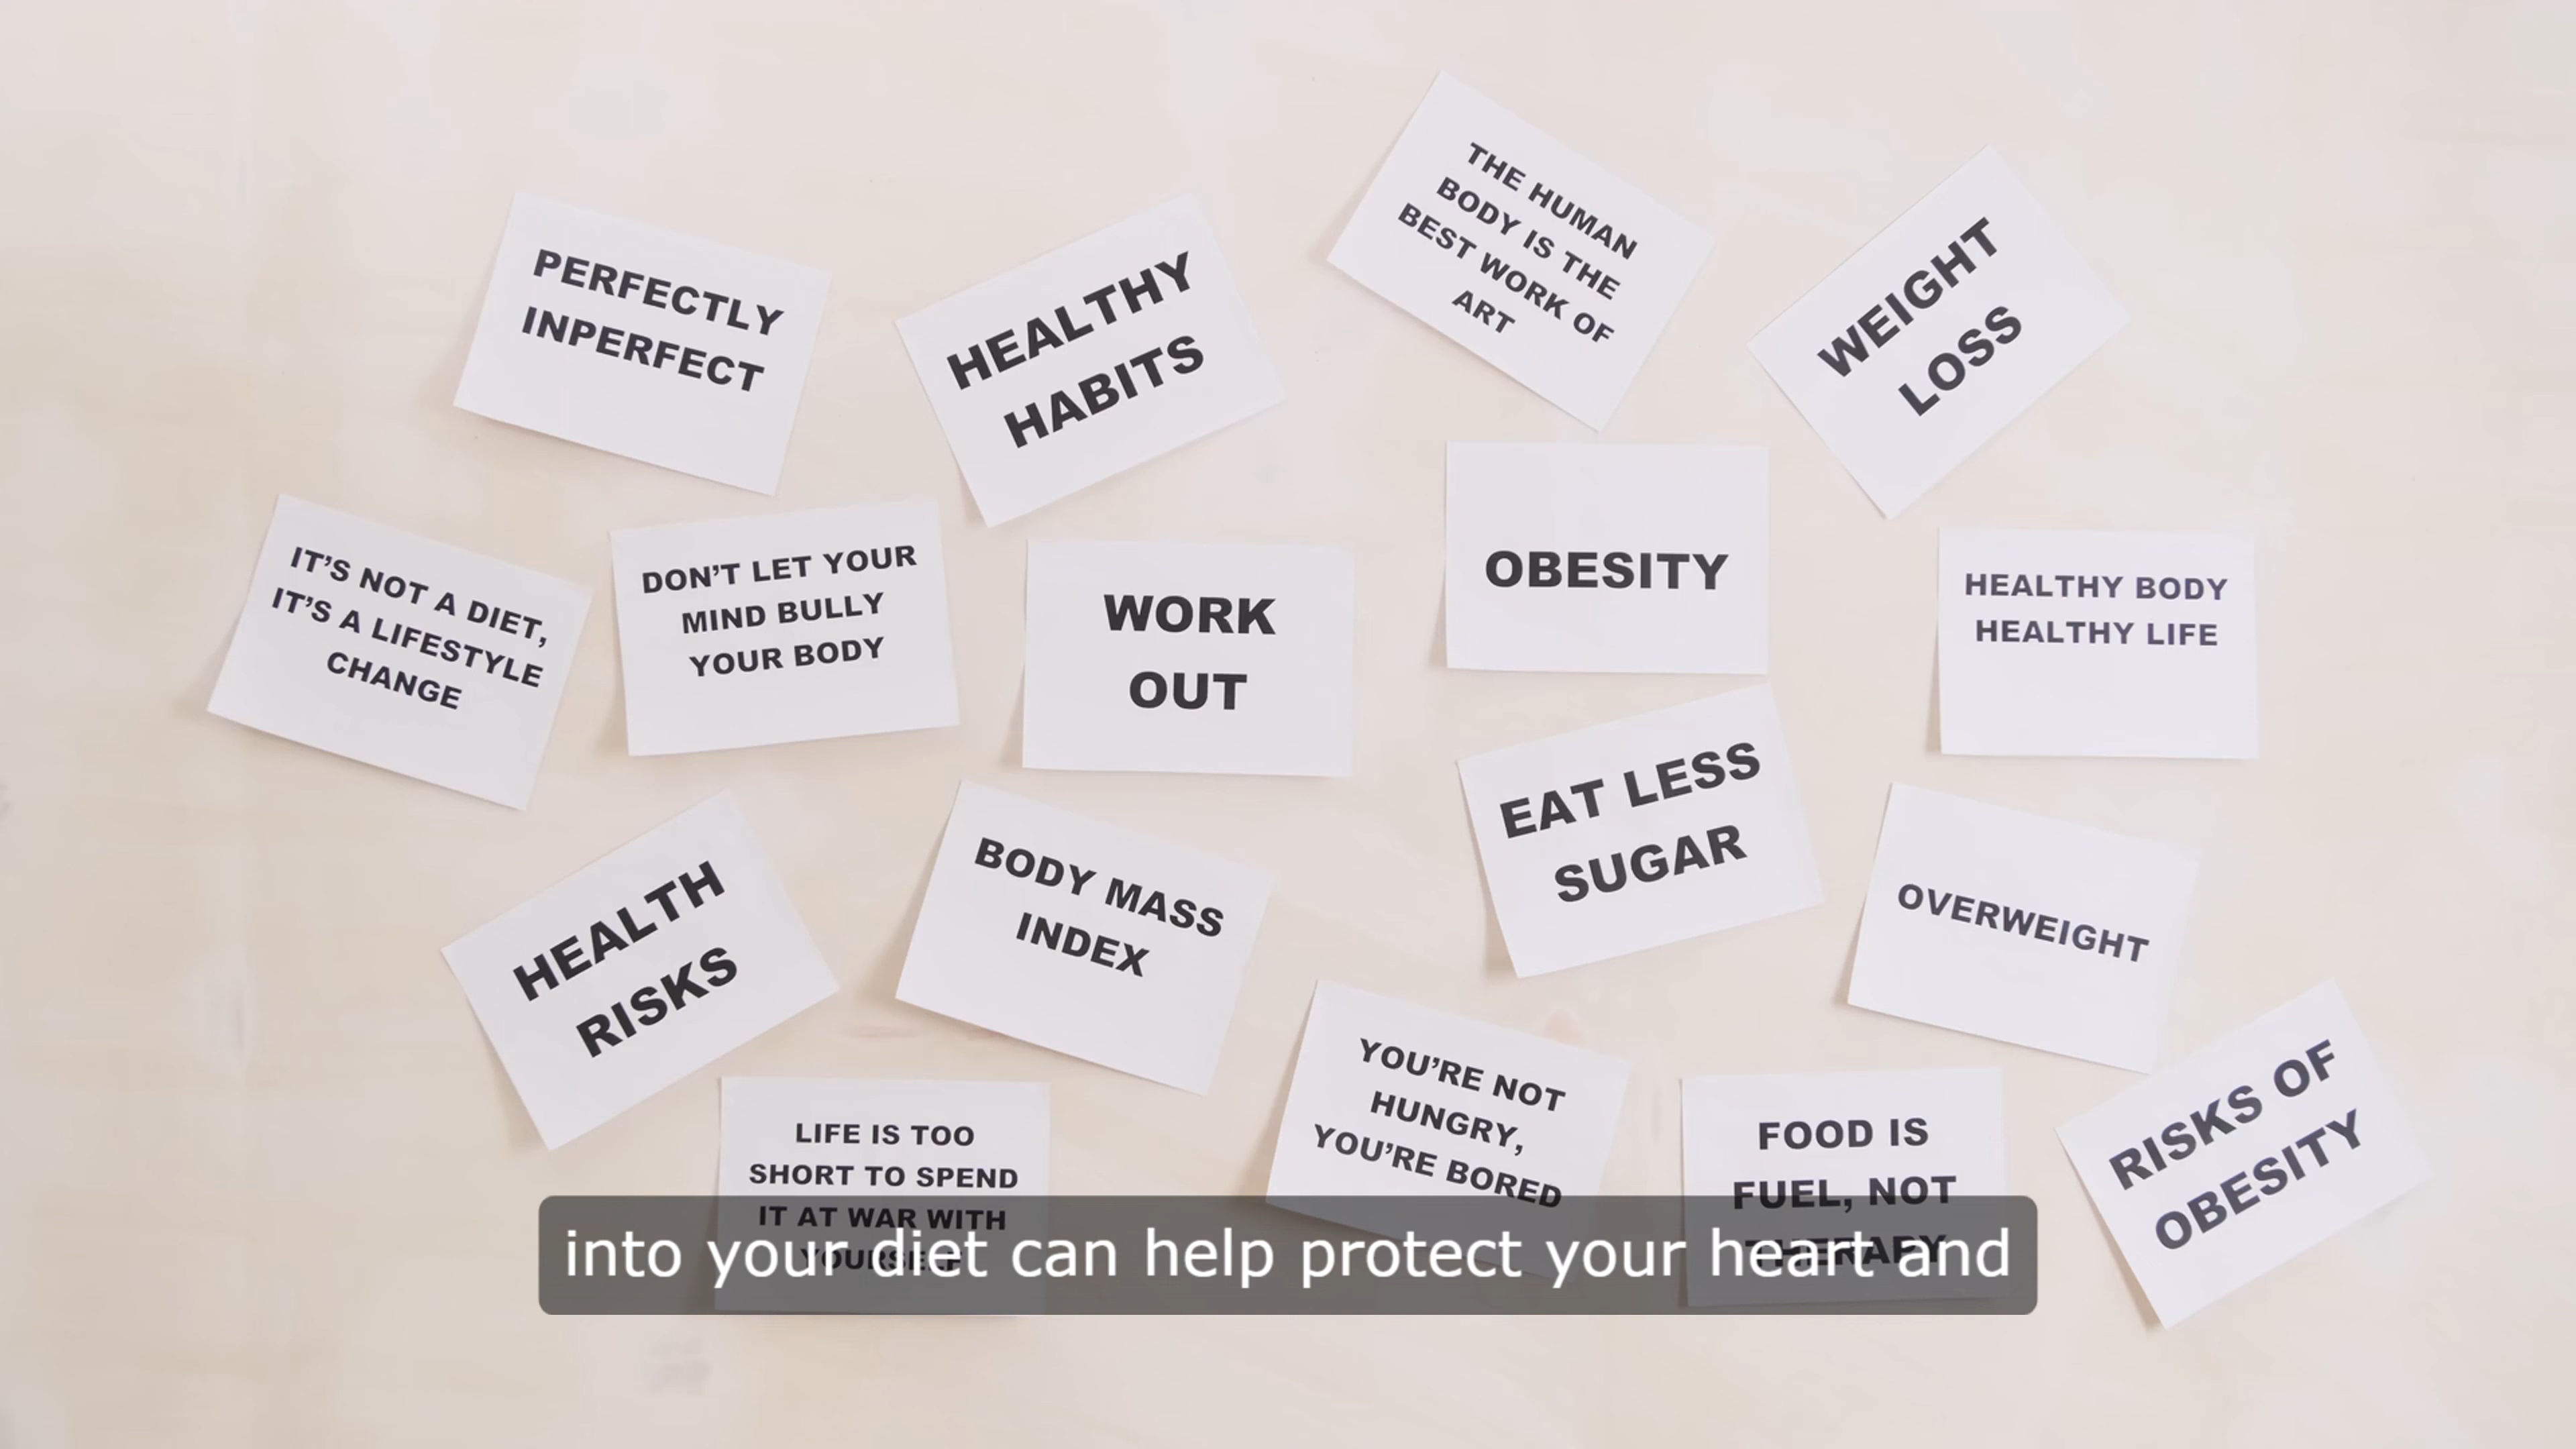 THE HUMAN
BODY IS THE
BEST WORK OF
ART
WEIGHT
LOSS
PERFECTLY
INPERFECT
HEALTHY
HABITS
OBESITY
IT'S NOT A DIET,
IT'S A LIFESTYLE
CHANGE
DON'T LET YOUR
MIND BULLY
YOUR BODY
WORK
OUT
HEALTHY BODY
HEALTHY LIFE
EAT LESS
SUGAR
HEALTH
RISKS
BODY MASS
INDEX
OVERWEIGHT
LIFE IS TOO
SHORT TO SPEND
IT AT WAR WITH
YOURSELF
YOU'RE NOT
HUNGRY,
YOU'RE BORED
FOOD IS
FUEL, NOT
THERAPY
RISKS OF
OBESITY
into your diet can help protect your heart and